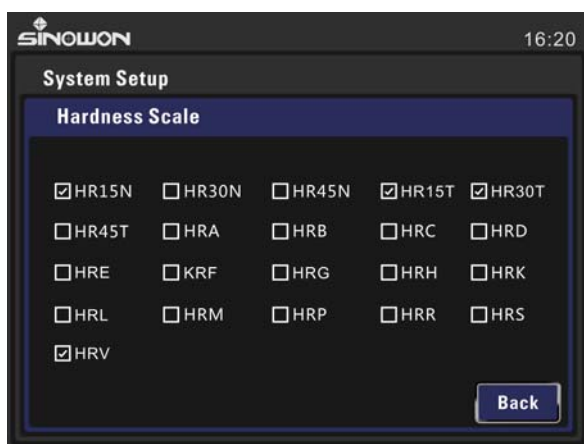 SINOWON 16:20
System Setup
Hardness Scale
HR15N HR30N HR45N HR15T HR30T
HR45T HRA HRB HRC HRD
HRE KRF HRG HRH HRK
HRL HRM HRP HRR HRS
HRV
Back